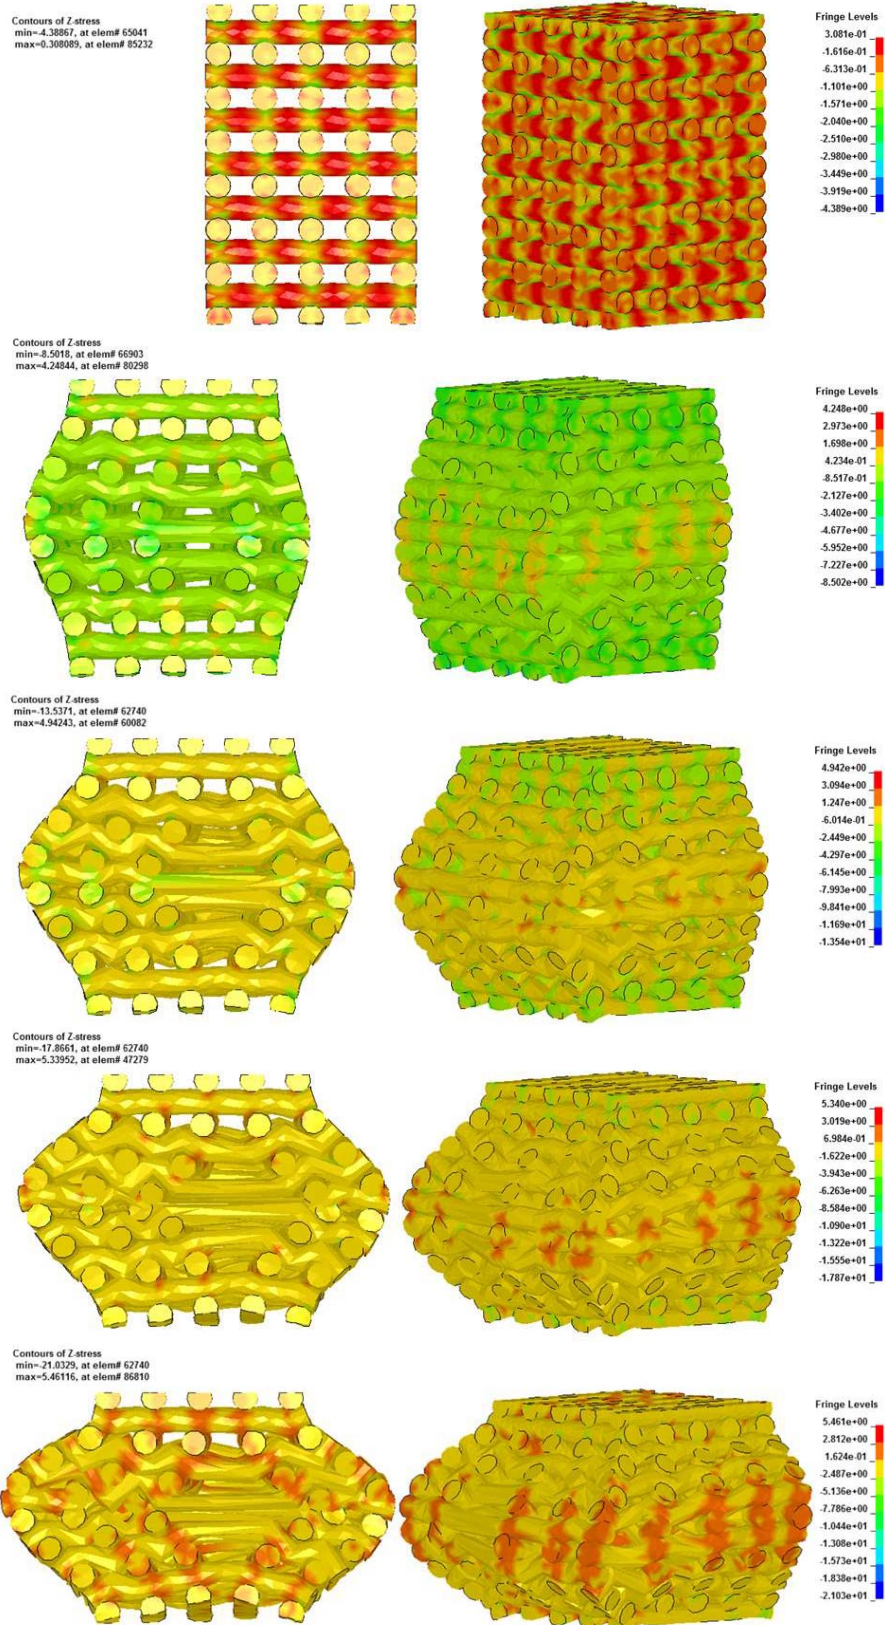 Contours of Z-stress
min=-4.38867, at elem# 65041
max=0.308089, at elem# 85232
Fringe Levels
3.081e-01
-1.616e-01
-6.313e-01
-1.101e+00
-1.571e+00
-2.040e+00
-2.510e+00
-2.980e+00
-3.449e+00
-3.919e+00
-4.389e+00
Contours of Z-stress
min=-8.5018, at elem# 66903
max=4.24844, at elem# 80298
Fringe Levels
4.248e+00
2.973e+00
1.698e+00
4.234e-01
-8.517e-01
-2.127e+00
-3.402e+00
-4.677e+00
-5.952e+00
-7.227e+00
-8.502e+00
Contours of Z-stress
min=-13.5371, at elem# 62740
max=4.94243, at elem# 60082
Fringe Levels
4.942e+00
3.094e+00
1.247e+00
-6.014e-01
-2.449e+00
-4.297e+00
-6.145e+00
-7.993e+00
-9.841e+00
-1.169e+01
-1.354e+01
Contours of Z-stress
min=-17.8661, at elem# 62740
max=5.33952, at elem# 47279
Fringe Levels
5.340e+00
3.019e+00
6.984e-01
-1.622e+00
-3.943e+00
-6.263e+00
-8.584e+00
-1.090e+01
-1.322e+01
-1.555e+01
-1.787e+01
Contours of Z-stress
min=-21.0329, at elem# 62740
max=5.46116, at elem# 86810
Fringe Levels
5.461e+00
2.812e+00
1.624e-01
-2.487e+00
-5.136e+00
-7.786e+00
-1.044e+01
-1.308e+01
-1.573e+01
-1.838e+01
-2.103e+01